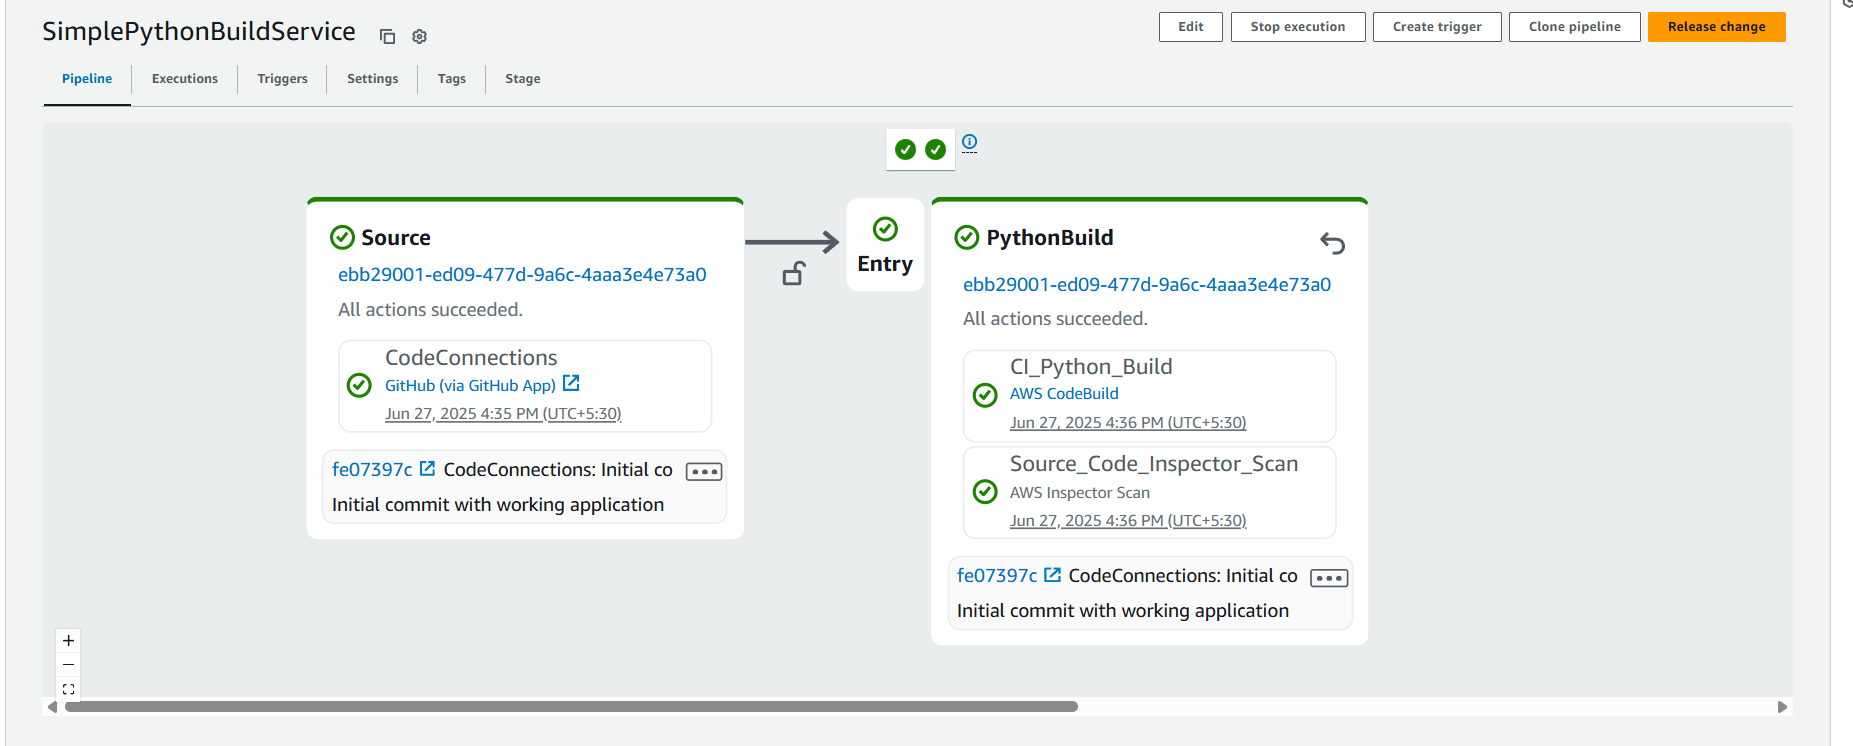 SimplePythonBuildService
Edit
Stop execution
Create trigger
Clone pipeline
Release change
Pipeline
Executions
Triggers
Settings
Tags
Stage
Source
ebb29001-ed09-477d-9a6c-4aaa3e4e73a0
All actions succeeded.
CodeConnections
GitHub (via GitHub App)
Jun 27, 2025 4:35 PM (UTC+5:30)
fe07397c CodeConnections: Initial co
Initial commit with working application
Entry
PythonBuild
ebb29001-ed09-477d-9a6c-4aaa3e4e73a0
All actions succeeded.
CI_Python_Build
AWS CodeBuild
Jun 27, 2025 4:36 PM (UTC+5:30)
Source_Code_Inspector_Scan
AWS Inspector Scan
Jun 27, 2025 4:36 PM (UTC+5:30)
fe07397c CodeConnections: Initial co
Initial commit with working application